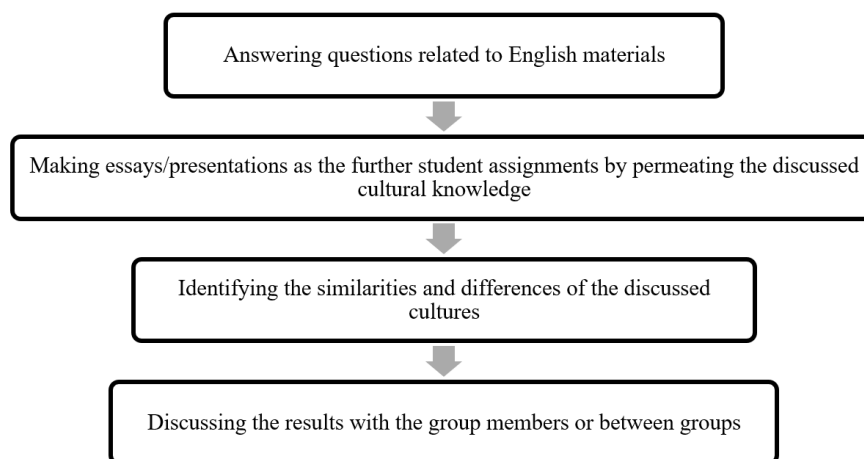 Answering questions related to English materials
Making essays/presentations as the further student assignments by permeating the discussed
cultural knowledge
Identifying the similarities and differences of the discussed
cultures
Discussing the results with the group members or between groups